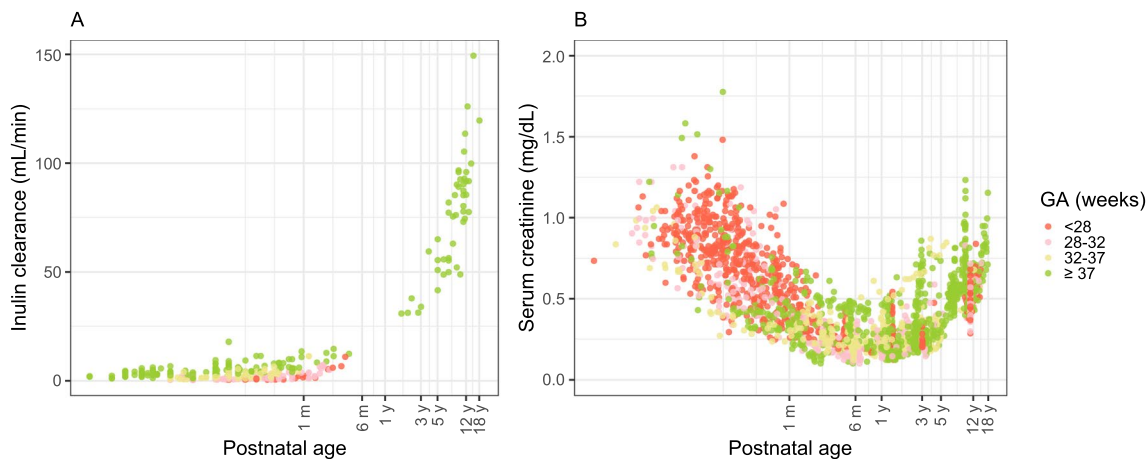 A
Inulin clearance (mL/min)
150
100
50
0
1 m
6 m
1 y
3 y
5 y
12 y
18 y
Postnatal age
B
Serum creatinine (mg/dL)
2.0
1.5
1.0
0.5
0.0
1 m
6 m
1 y
3 y
5 y
12 y
18 y
Postnatal age
GA (weeks)
<28
28-32
32-37
≥ 37